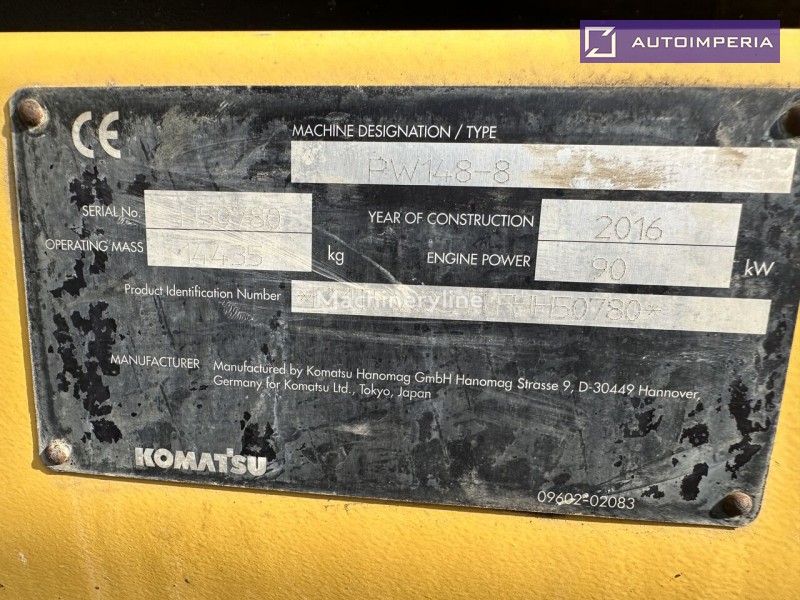 AUTOIMPERIA
CE
MACHINE DESIGNATION / TYPE
PW148-8
SERIAL No.
YEAR OF CONSTRUCTION 2016
OPERATING MASS 14435 kg
ENGINE POWER 90 kW
Product Identification Number
Machineryline
MANUFACTURER Manufactured by Komatsu Hanomag GmbH Hanomag Strasse 9, D-30449 Hannover,
Germany for Komatsu Ltd., Tokyo, Japan
KOMATSU
09602-02083